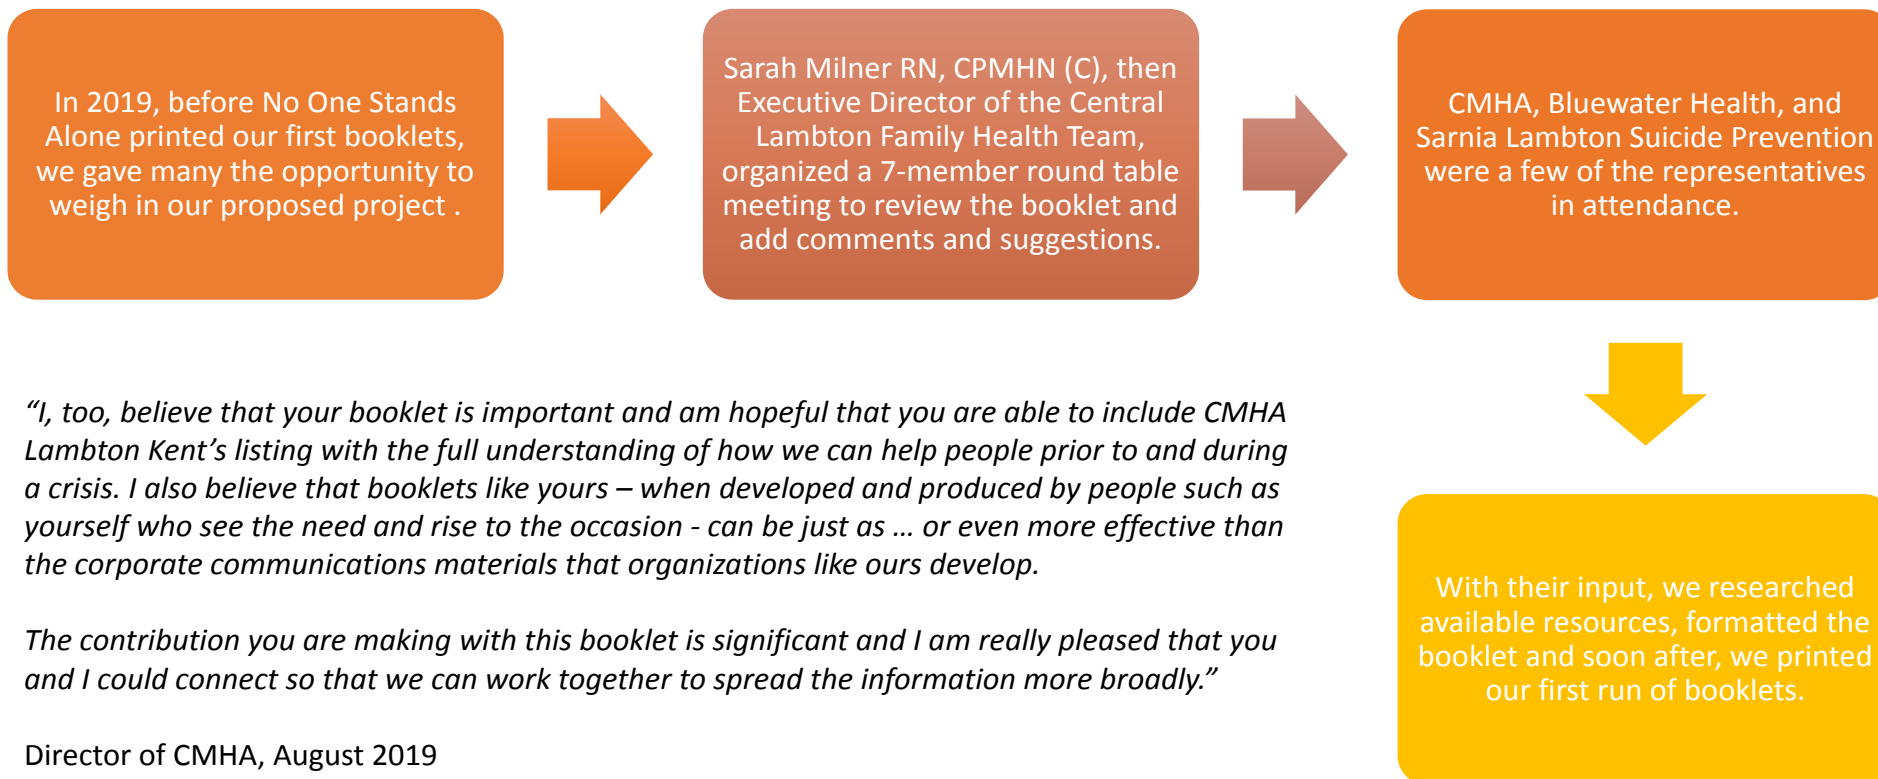 In 2019, before No One Stands
Alone printed our first booklets,
we gave many the opportunity to
weigh in our proposed project .
Sarah Milner RN, CPMHN (C), then
Executive Director of the Central
Lambton Family Health Team,
organized a 7-member round table
meeting to review the booklet and
add comments and suggestions.
CMHA, Bluewater Health, and
Sarnia Lambton Suicide Prevention
were a few of the representatives
in attendance.
With their input, we researched
available resources, formatted the
booklet and soon after, we printed
our first run of booklets.
“I, too, believe that your booklet is important and am hopeful that you are able to include CMHA
Lambton Kent’s listing with the full understanding of how we can help people prior to and during
a crisis. I also believe that booklets like yours – when developed and produced by people such as
yourself who see the need and rise to the occasion - can be just as … or even more effective than
the corporate communications materials that organizations like ours develop.
The contribution you are making with this booklet is significant and I am really pleased that you
and I could connect so that we can work together to spread the information more broadly.”
Director of CMHA, August 2019